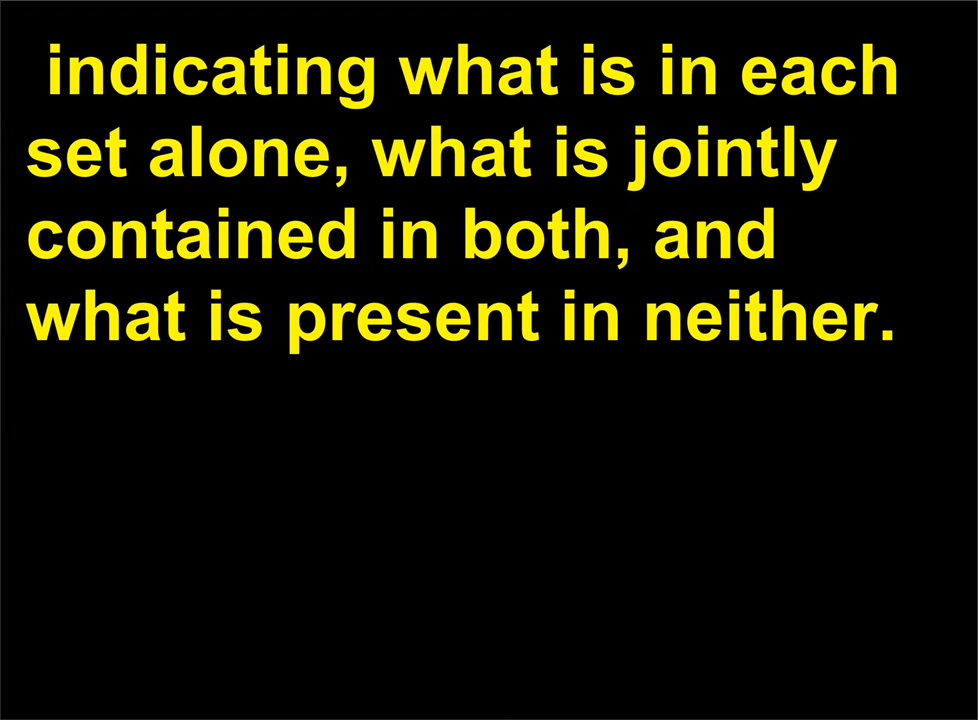 indicating what is in each
set alone, what is jointly
contained in both, and
what is present in neither.